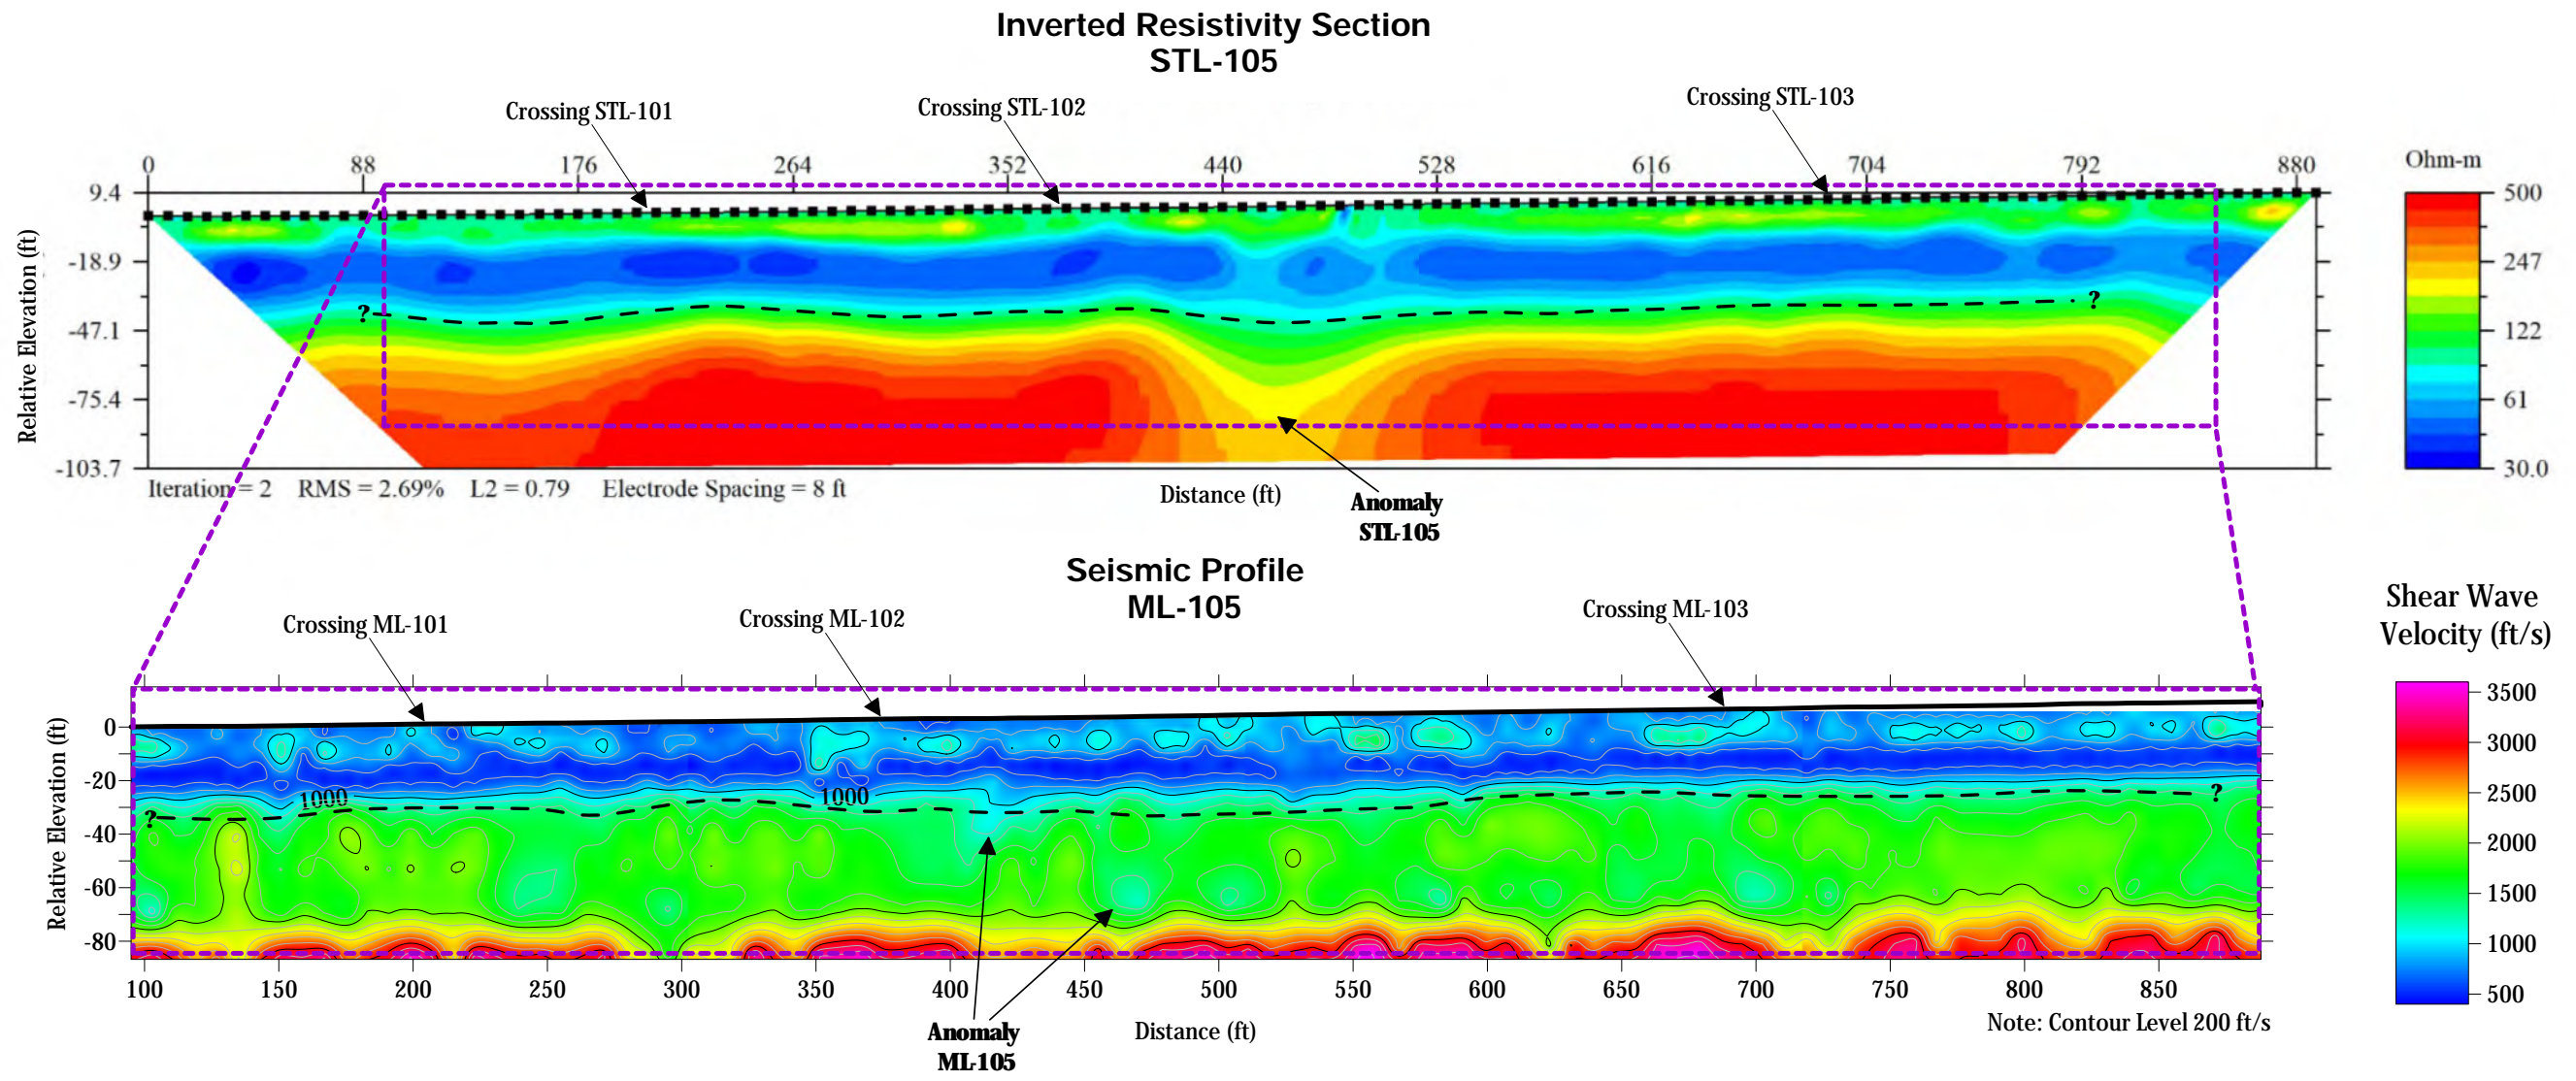 Inverted Resistivity Section
STL-105
Crossing STL-101
Crossing STL-102
Crossing STL-103
0 88 176 264 352 440 528 616 704 792 880
Ohm-m
9.4
-18.9
-47.1
-75.4
-103.7
Relative Elevation (ft)
? ?
500
247
122
61
30.0
Iteration = 2 RMS = 2.69% L2 = 0.79 Electrode Spacing = 8 ft
Distance (ft)
Anomaly
STL-105
Seismic Profile
ML-105
Crossing ML-101
Crossing ML-102
Crossing ML-103
Shear Wave
Velocity (ft/s)
Relative Elevation (ft)
0
-20
-40
-60
-80
1000 1000
? ?
3500
3000
2500
2000
1500
1000
500
100 150 200 250 300 350 400 450 500 550 600 650 700 750 800 850
Anomaly
ML-105
Distance (ft)
Note: Contour Level 200 ft/s